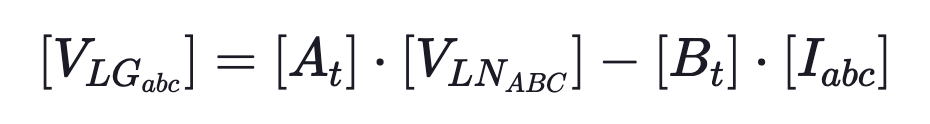 [V_{LG_{abc}}] = [A_t] · [V_{LN_{ABC}}] − [B_t] · [I_{abc}]